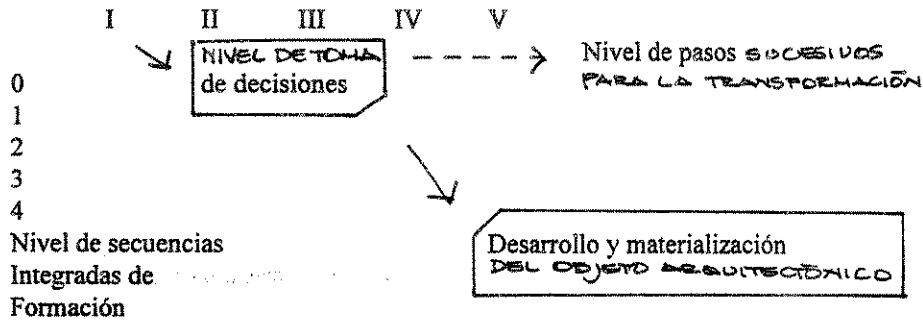 I II III IV V
NIVEL DE TOMA
de decisiones
Nivel de pasos SUCESIVOS
PARA LA TRANSFORMACIÓN
0
1
2
3
4
Nivel de secuencias
Integradas de
Formación
Desarrollo y materialización
DEL OBJETO ARQUITECTÓNICO